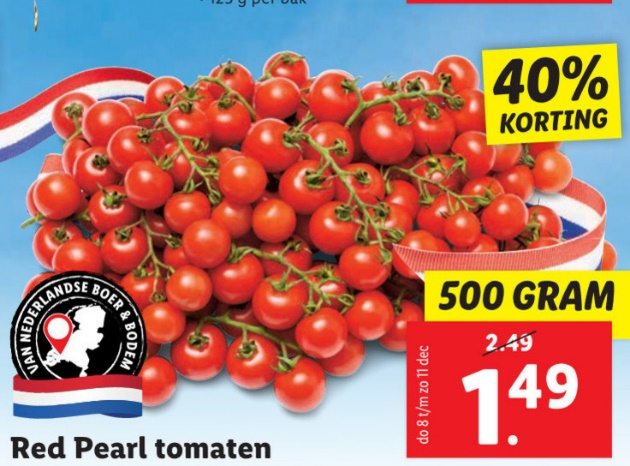 40%
KORTING
500 GRAM
VAN NEDERLANDSE BOER & BODEM
do 8 t/m zo 11 dec
2.49
1.49
Red Pearl tomaten